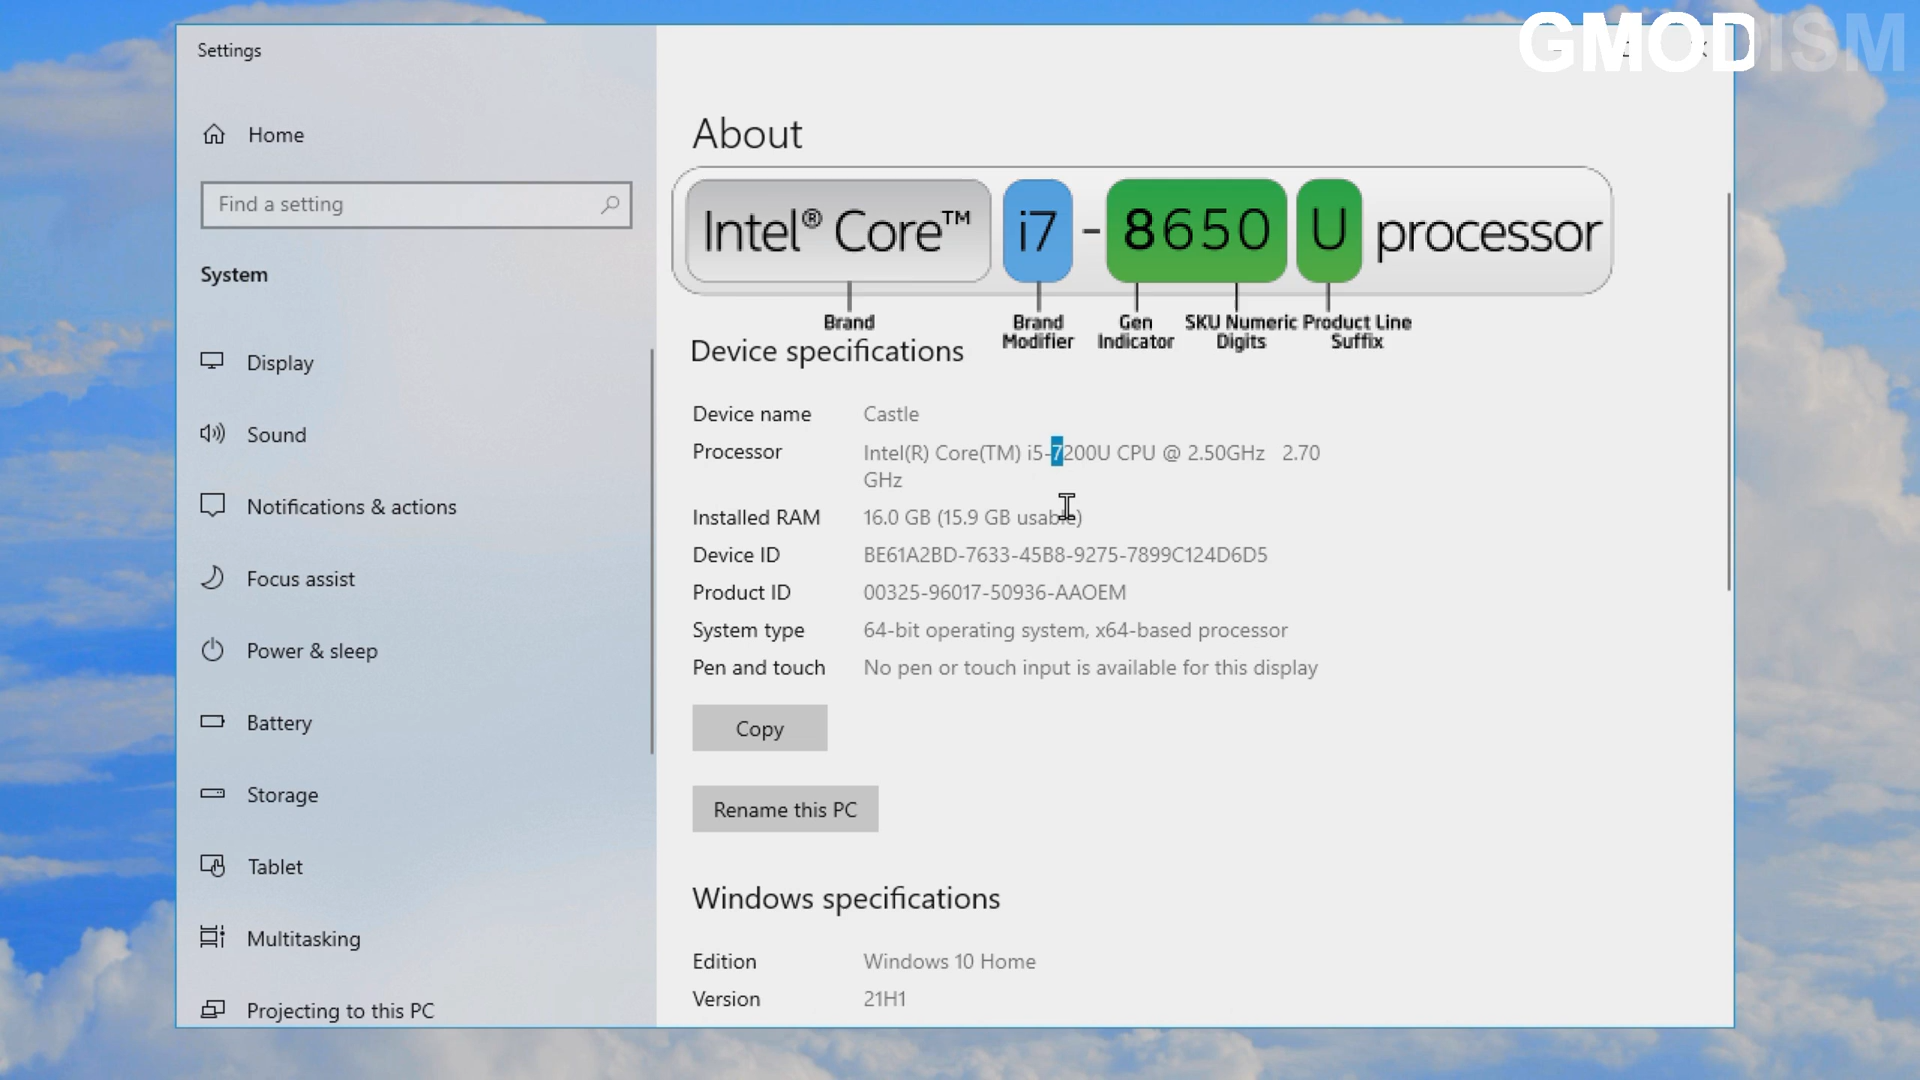 GMODISM
Settings
Home
Find a setting
System
Display
Sound
Notifications & actions
Focus assist
Power & sleep
Battery
Storage
Tablet
Multitasking
Projecting to this PC
About
Intel® Core™ i7 - 8650 U processor
Brand
Brand Modifier
Gen Indicator
SKU Numeric Digits
Product Line Suffix
Device specifications
Device name Castle
Processor Intel(R) Core(TM) i5-7200U CPU @ 2.50GHz 2.70
GHz
Installed RAM 16.0 GB (15.9 GB usable)
Device ID BE61A2BD-7633-45B8-9275-7899C124D6D5
Product ID 00325-96017-50936-AAOEM
System type 64-bit operating system, x64-based processor
Pen and touch No pen or touch input is available for this display
Copy
Rename this PC
Windows specifications
Edition Windows 10 Home
Version 21H1